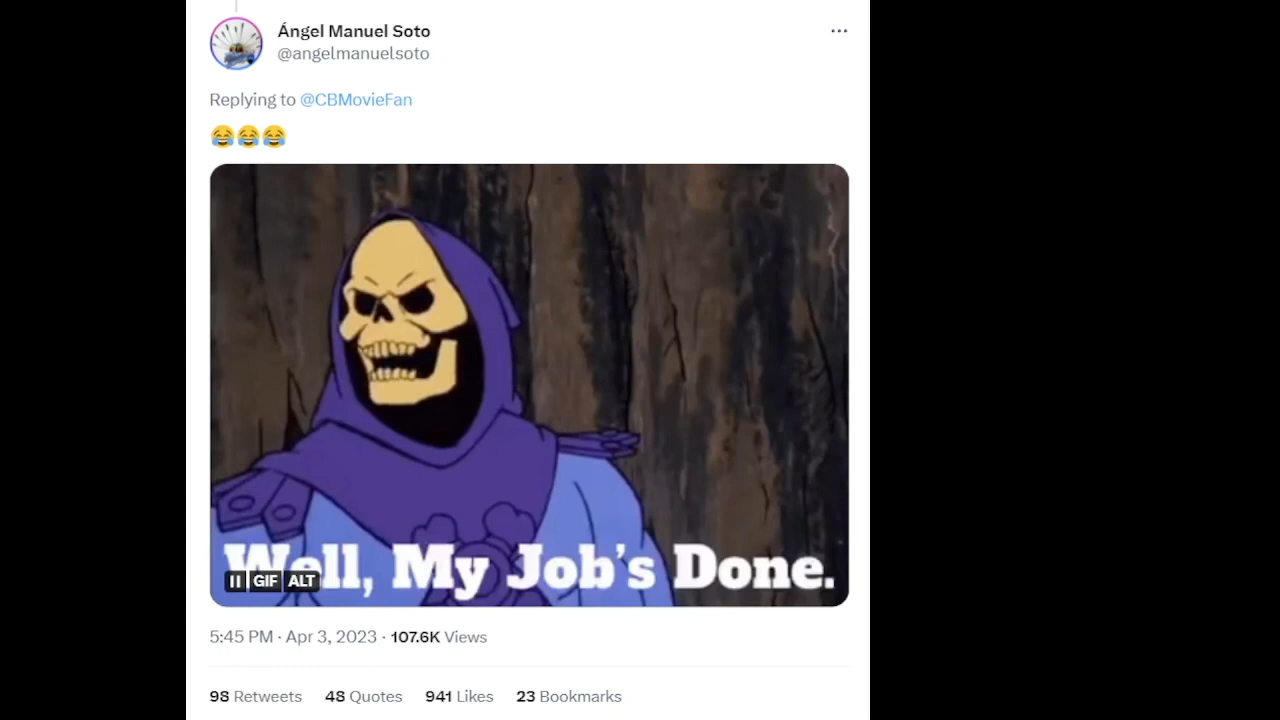 Ángel Manuel Soto
@angelmanuelsoto
Replying to @CBMovieFan
😂😂😂
Well, My Job's Done.
GIF ALT
5:45 PM · Apr 3, 2023 · 107.6K Views
98 Retweets 48 Quotes 941 Likes 23 Bookmarks